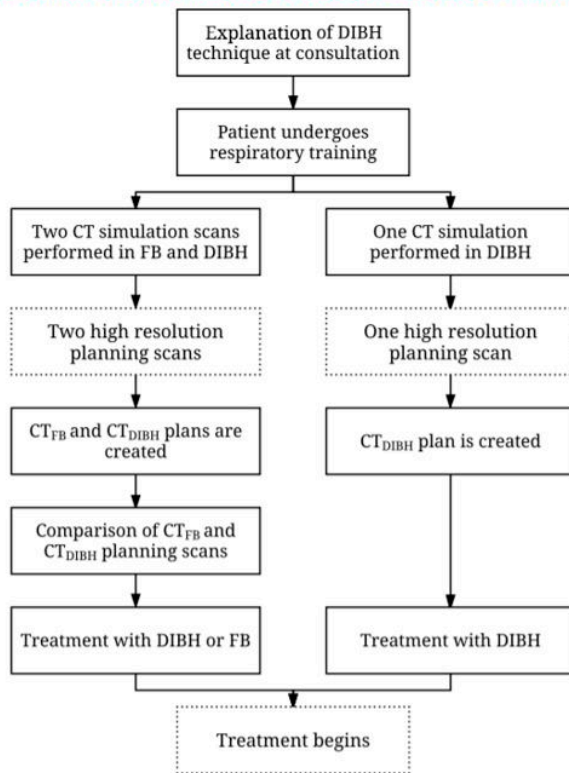 Explanation of DIBH
technique at consultation
Patient undergoes
respiratory training
Two CT simulation scans
performed in FB and DIBH
Two high resolution
planning scans
CTFB and CTDIBH plans are
created
Comparison of CTFB and
CTDIBH planning scans
Treatment with DIBH or FB
One CT simulation
performed in DIBH
One high resolution
planning scan
CTDIBH plan is created
Treatment with DIBH
Treatment begins